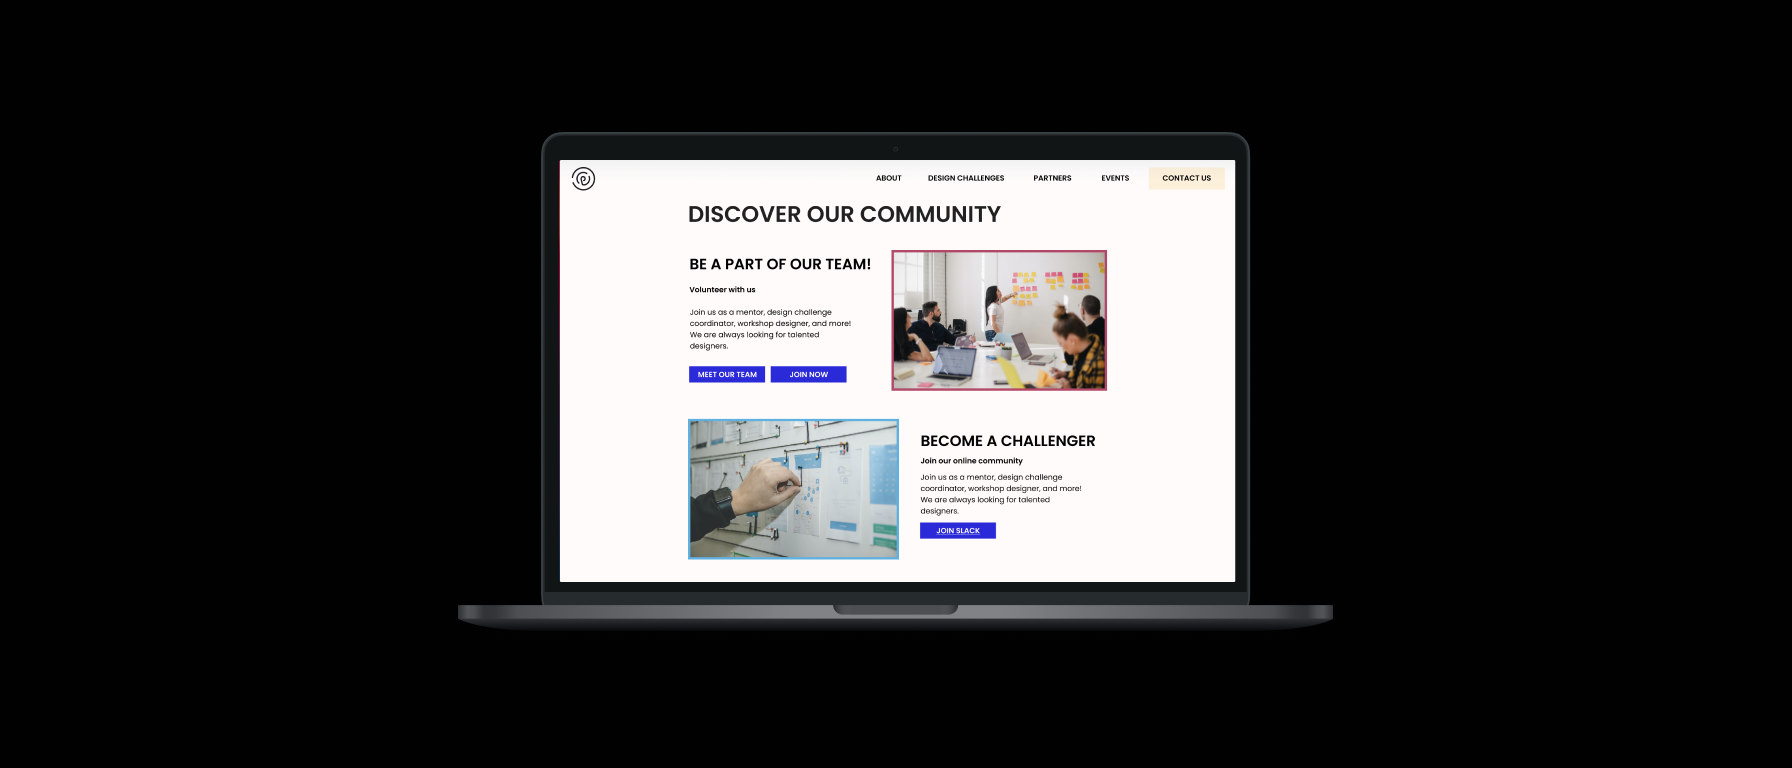 ABOUT DESIGN CHALLENGES PARTNERS EVENTS CONTACT US
DISCOVER OUR COMMUNITY
BE A PART OF OUR TEAM!
Volunteer with us
Join us as a mentor, design challenge
coordinator, workshop designer, and more!
We are always looking for talented
designers.
MEET OUR TEAM JOIN NOW
BECOME A CHALLENGER
Join our online community
Join us as a mentor, design challenge
coordinator, workshop designer, and more!
We are always looking for talented
designers.
JOIN SLACK